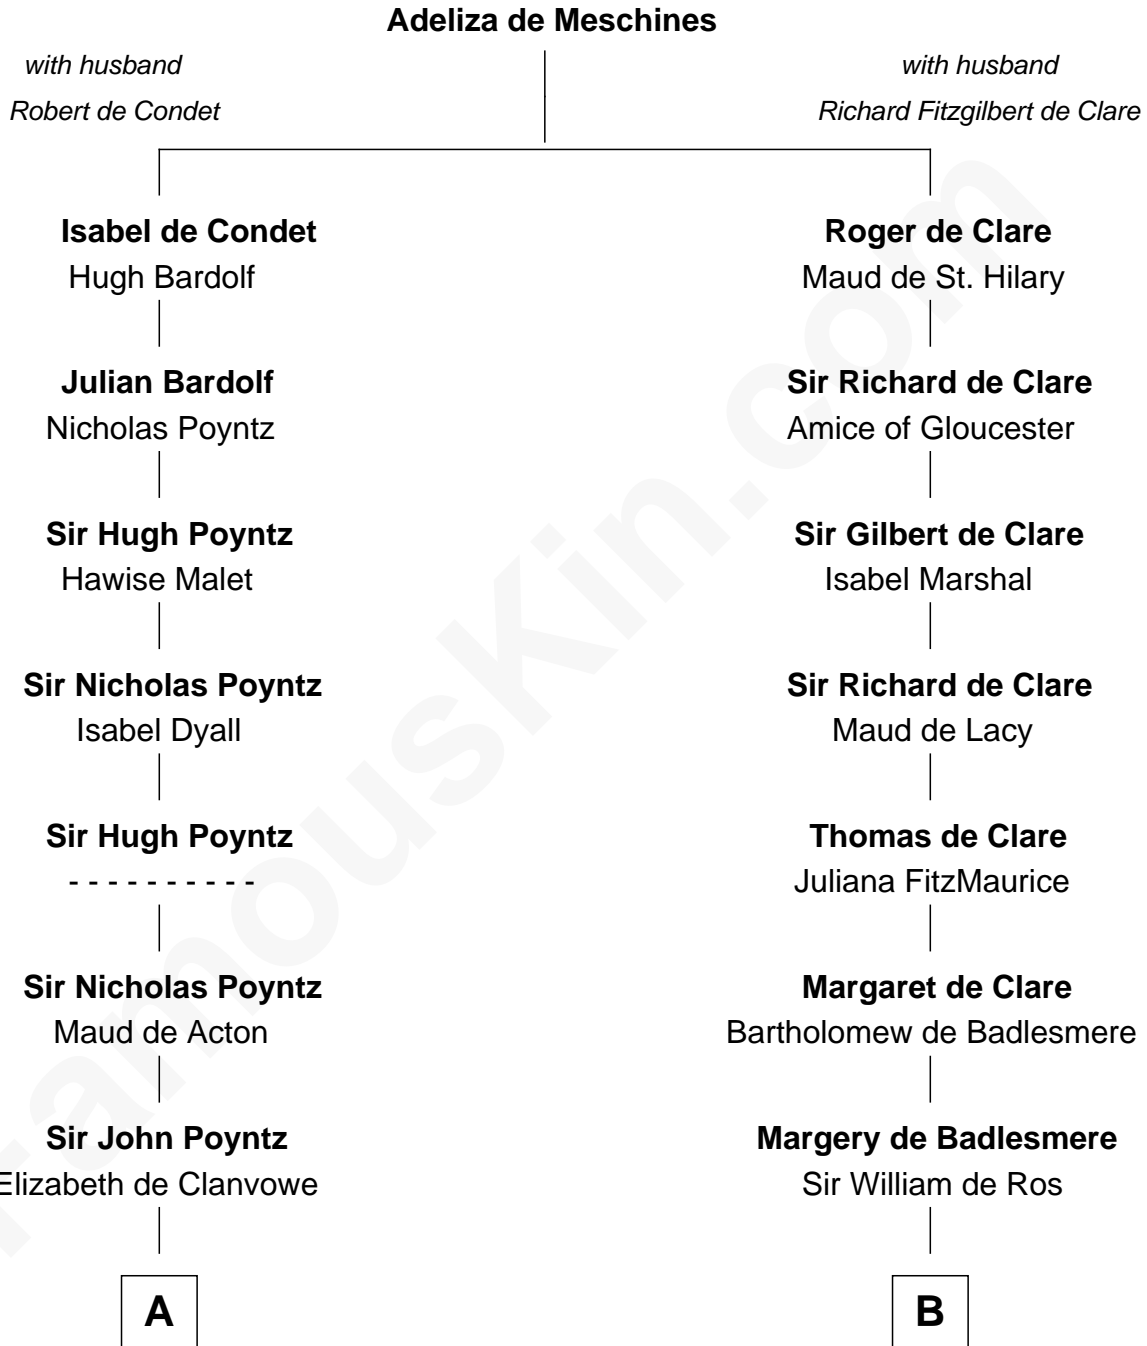 Adeliza de Meschines
with husband
Robert de Condet
with husband
Richard Fitzgilbert de Clare
Isabel de Condet
Hugh Bardolf
Roger de Clare
Maud de St. Hilary
Julian Bardolf
Nicholas Poyntz
Sir Richard de Clare
Amice of Gloucester
Sir Hugh Poyntz
Hawise Malet
Sir Gilbert de Clare
Isabel Marshal
Sir Nicholas Poyntz
Isabel Dyall
Sir Richard de Clare
Maud de Lacy
Sir Hugh Poyntz
- - - - - - - - - -
Thomas de Clare
Juliana FitzMaurice
Sir Nicholas Poyntz
Maud de Acton
Margaret de Clare
Bartholomew de Badlesmere
Sir John Poyntz
Elizabeth de Clanvowe
Margery de Badlesmere
Sir William de Ros
A
B
FamousKin.com